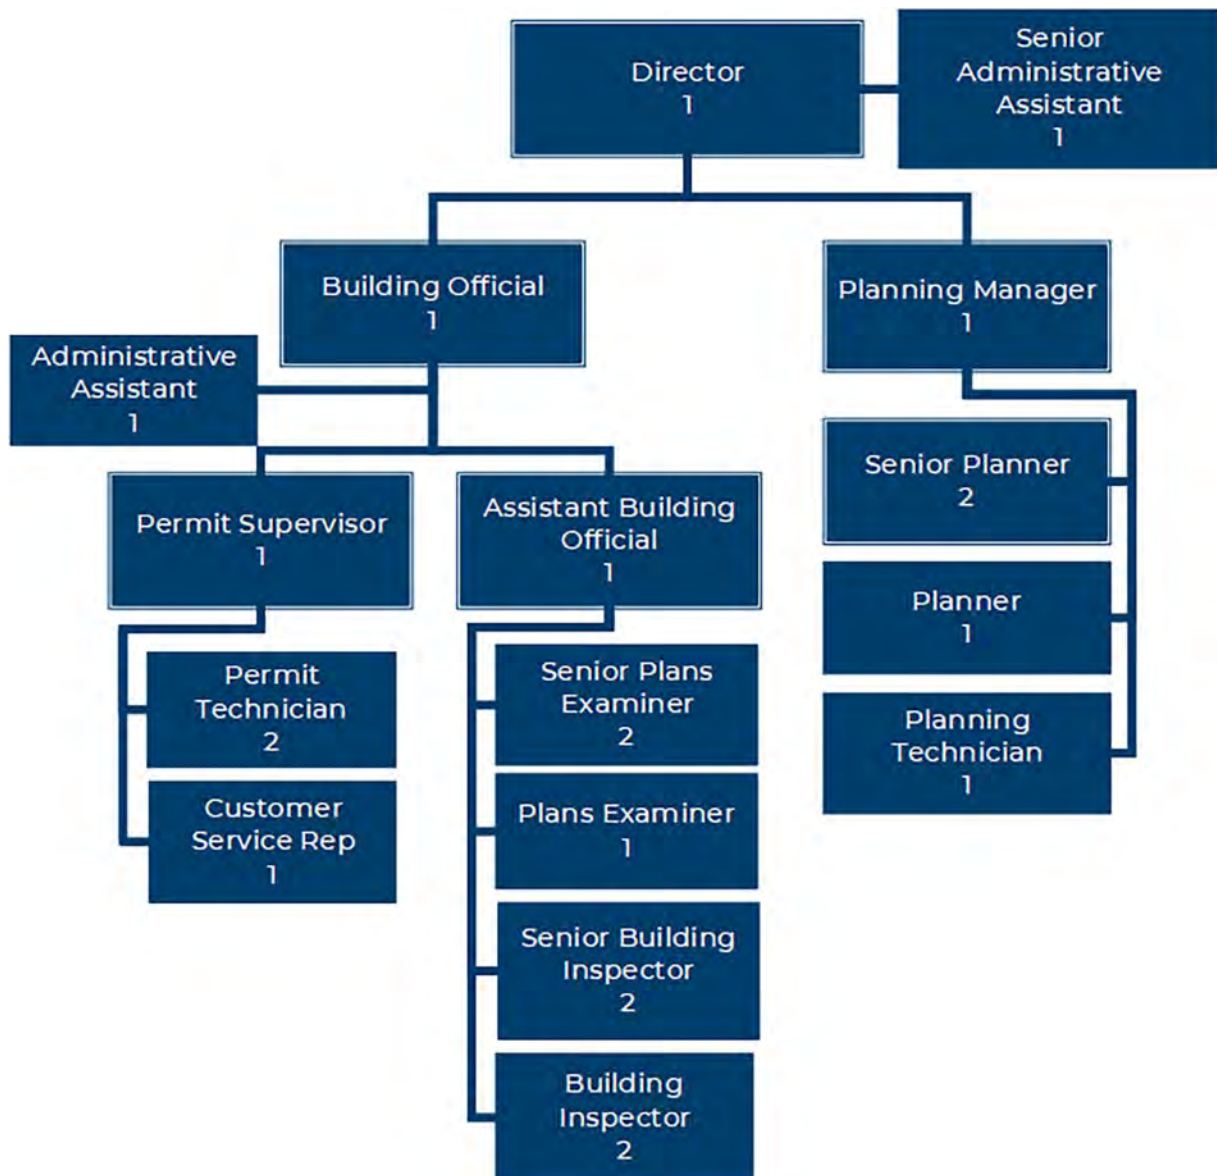 Director
1
Senior
Administrative
Assistant
1
Building Official
1
Planning Manager
1
Administrative
Assistant
1
Permit Supervisor
1
Assistant Building
Official
1
Senior Planner
2
Planner
1
Planning
Technician
1
Permit
Technician
2
Customer
Service Rep
1
Senior Plans
Examiner
2
Plans Examiner
1
Senior Building
Inspector
2
Building
Inspector
2